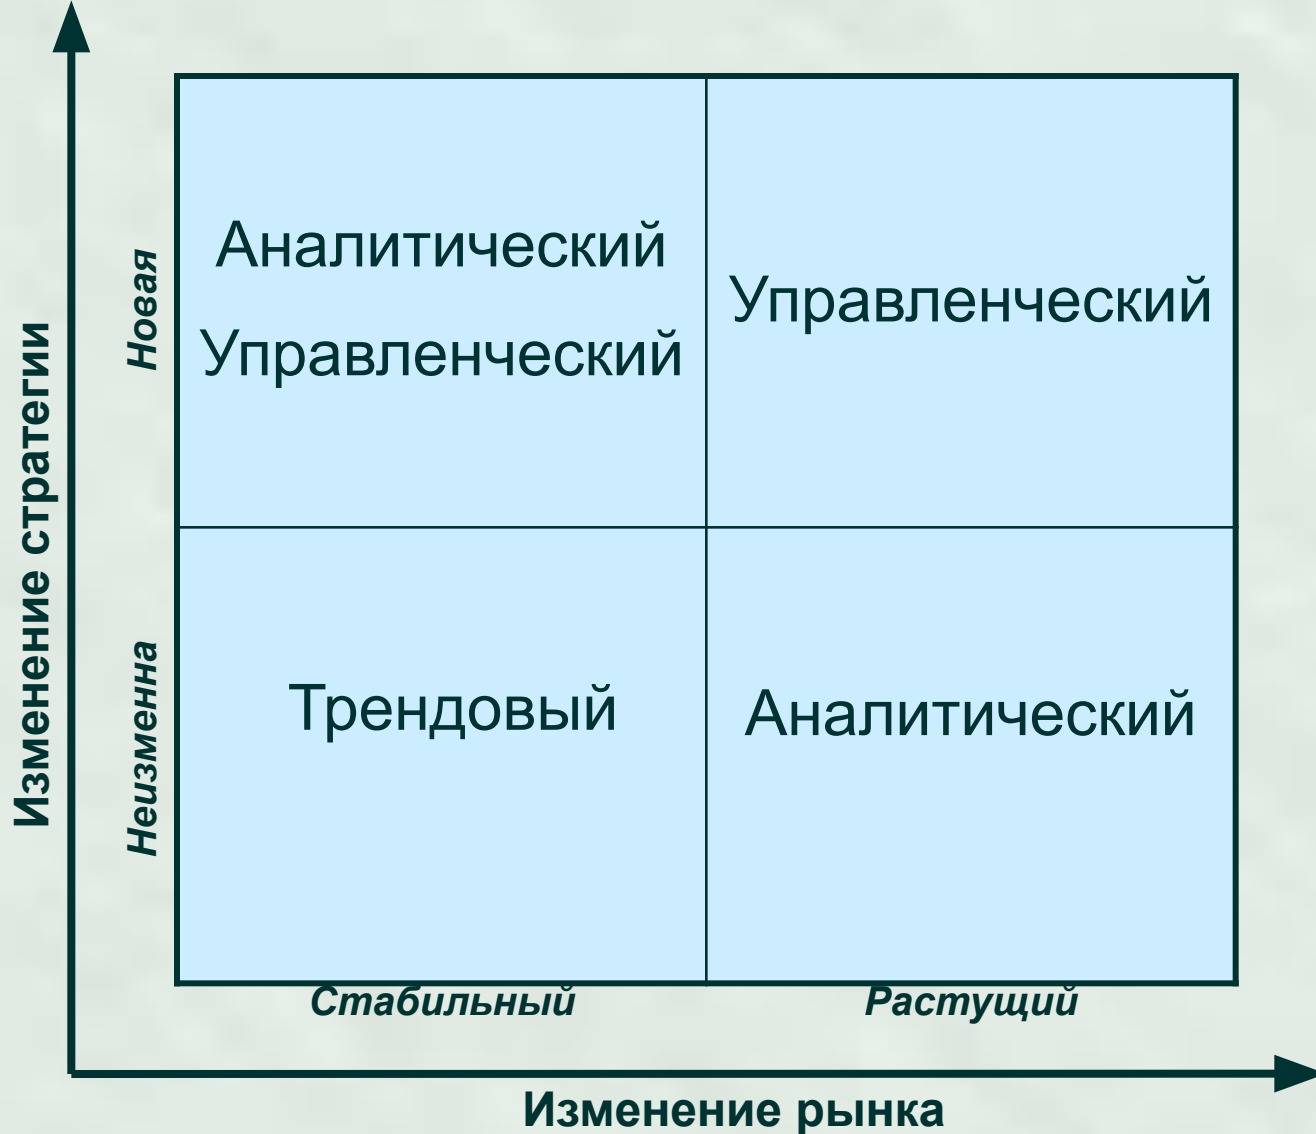 Изменение стратегии
Новая
Аналитический
Управленческий
Управленческий
Неизменна
Трендовый
Аналитический
Стабильный
Растущий
Изменение рынка